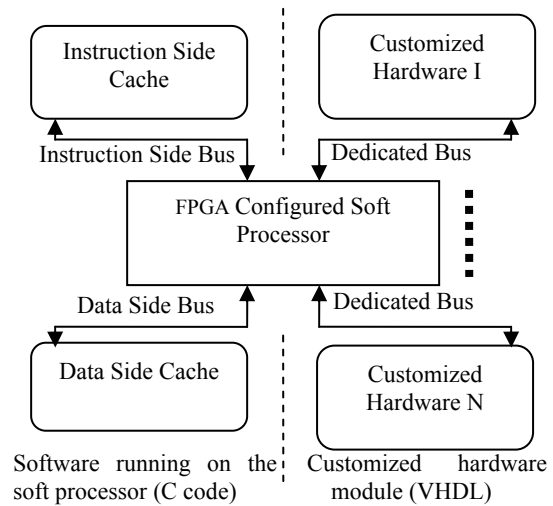 Instruction Side
Cache
Customized
Hardware I
Instruction Side Bus
Dedicated Bus
FPGA Configured Soft
Processor
Data Side Bus
Dedicated Bus
Data Side Cache
Customized
Hardware N
Software running on the
soft processor (C code)
Customized hardware
module (VHDL)